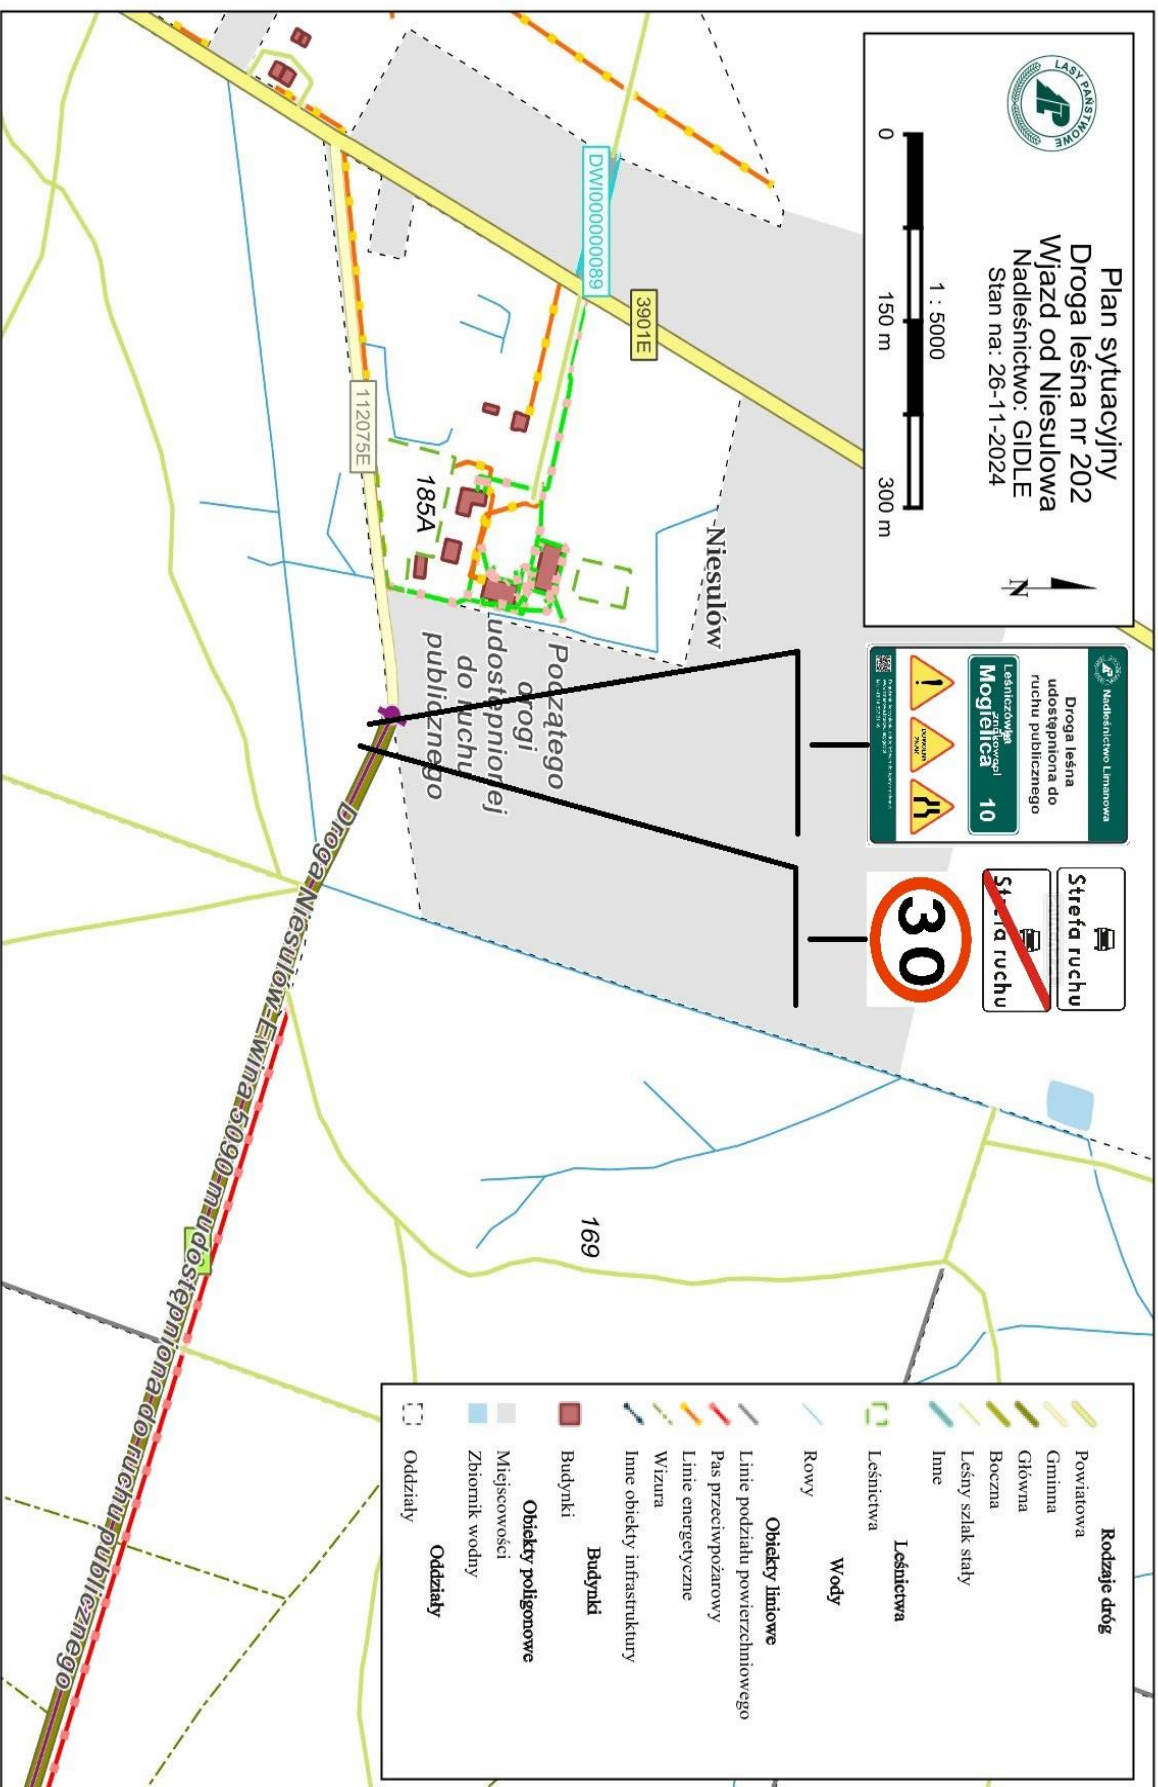 LASY PAŃSTWOWE
Plan sytuacyjny
Droga leśna nr 202
Wjazd od Niesulowa
Nadleśnictwo: GIDLE
Stan na: 26-11-2024
1 : 5000
0
150 m
300 m
N
Nadleśnictwo Limanowa
Droga leśna
udostępniona do
ruchu publicznego
Leśniczówka
Mogielica 10
Strefa ruchu
Strefa ruchu
30
DWI000000089
3901E
112075E
185A
Niesułów
Początego
drogi
udostępnionej
do ruchu
publicznego
169
Droga Niesułów-Ewina 5090 m udostępniona do ruchu publicznego
Rodzaje dróg
Powiatowa
Gminna
Główna
Boczna
Leśny szlak stały
Inne
Leśnictwa
Leśnictwa
Wody
Rowy
Obiekty liniowe
Linie podziału powierzchniowego
Pas przeciwpożarowy
Linie energetyczne
Wizura
Inne obiekty infrastruktury
Budynki
Budynki
Obiekty poligonowe
Miejscowości
Zbiornik wodny
Oddziały
Oddziały